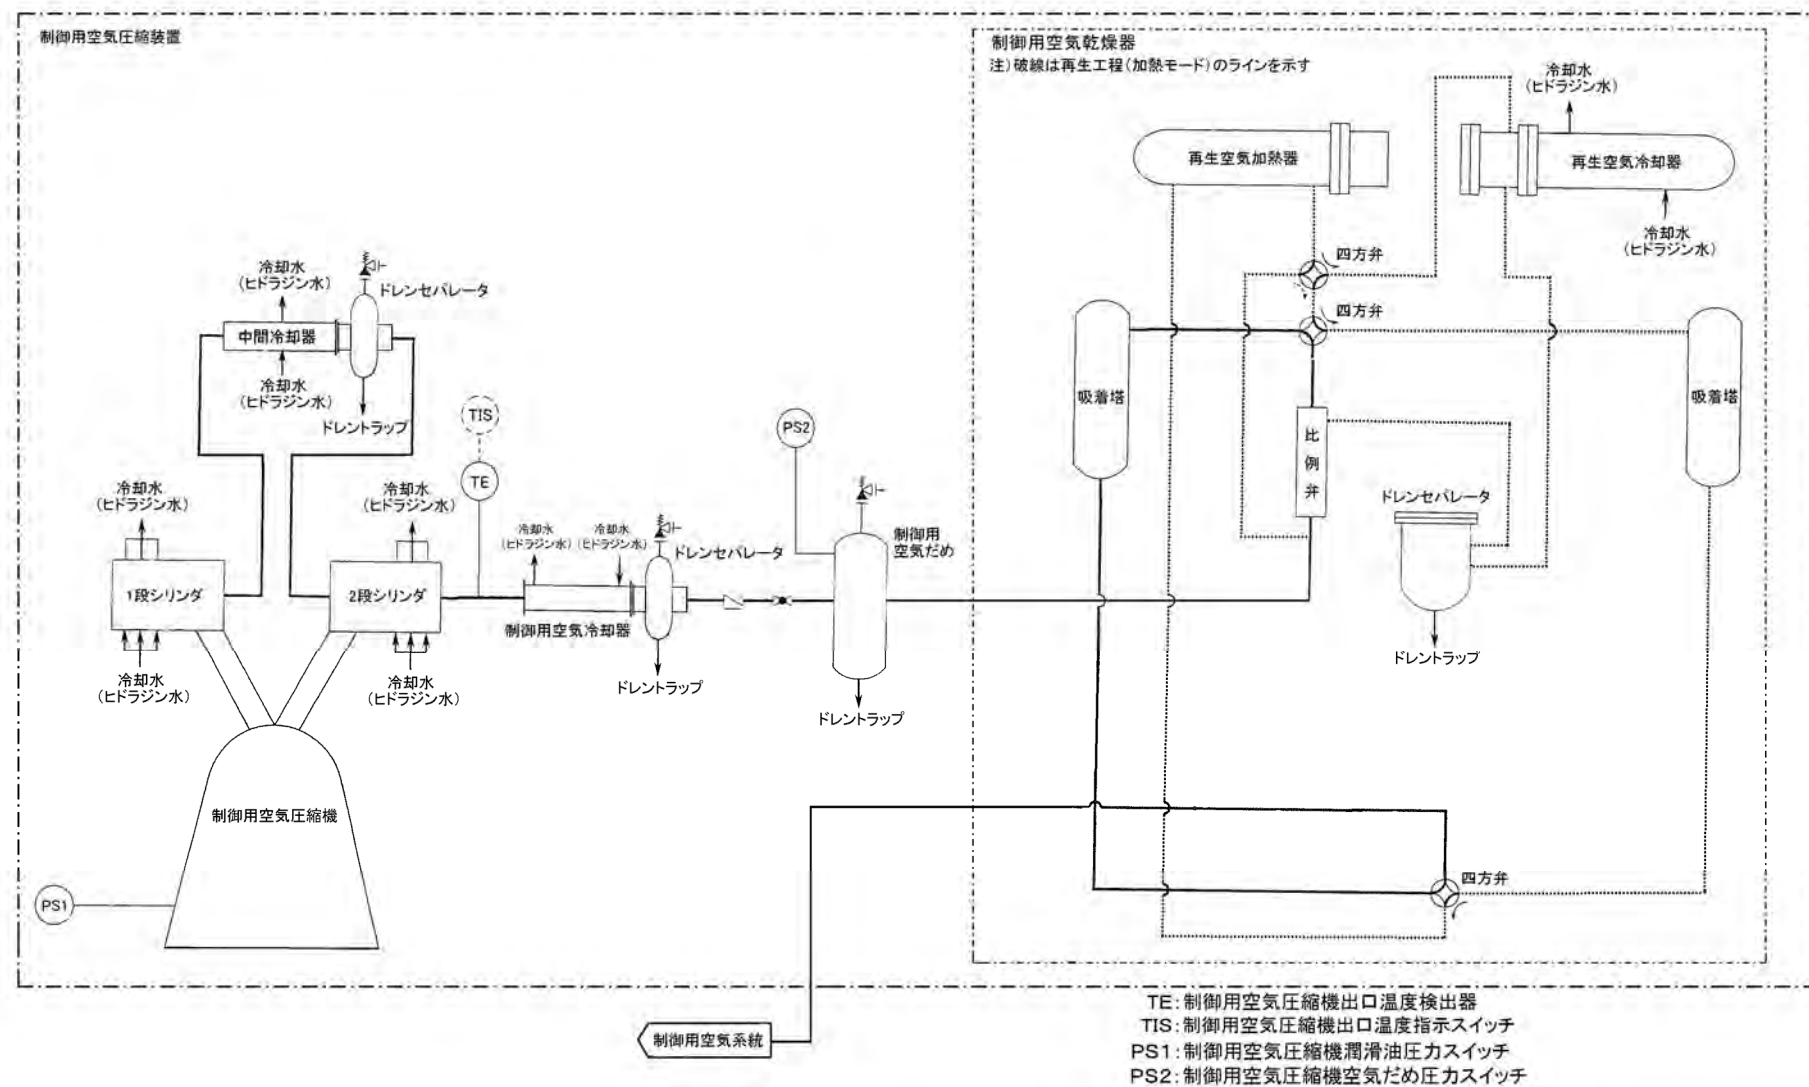 制御用空気圧縮装置
制御用空気乾燥器
注)破線は再生工程(加熱モード)のラインを示す
冷却水
(ヒドラジン水)
再生空気加熱器
再生空気冷却器
冷却水
(ヒドラジン水)
四方弁
四方弁
冷却水
(ヒドラジン水)
ドレンセパレータ
中間冷却器
冷却水
(ヒドラジン水)
ドレントラップ
TIS
TE
PS2
吸着塔
吸着塔
比例弁
ドレンセパレータ
ドレントラップ
冷却水
(ヒドラジン水)
冷却水
(ヒドラジン水)
1段シリンダ
2段シリンダ
冷却水
(ヒドラジン水)
冷却水
(ヒドラジン水)
冷却水
(ヒドラジン水)
冷却水
(ヒドラジン水)
ドレンセパレータ
制御用空気冷却器
ドレントラップ
制御用
空気だめ
ドレントラップ
制御用空気圧縮機
PS1
四方弁
制御用空気系統
TE:制御用空気圧縮機出口温度検出器
TIS:制御用空気圧縮機出口温度指示スイッチ
PS1:制御用空気圧縮機潤滑油圧力スイッチ
PS2:制御用空気圧縮機空気だめ圧力スイッチ